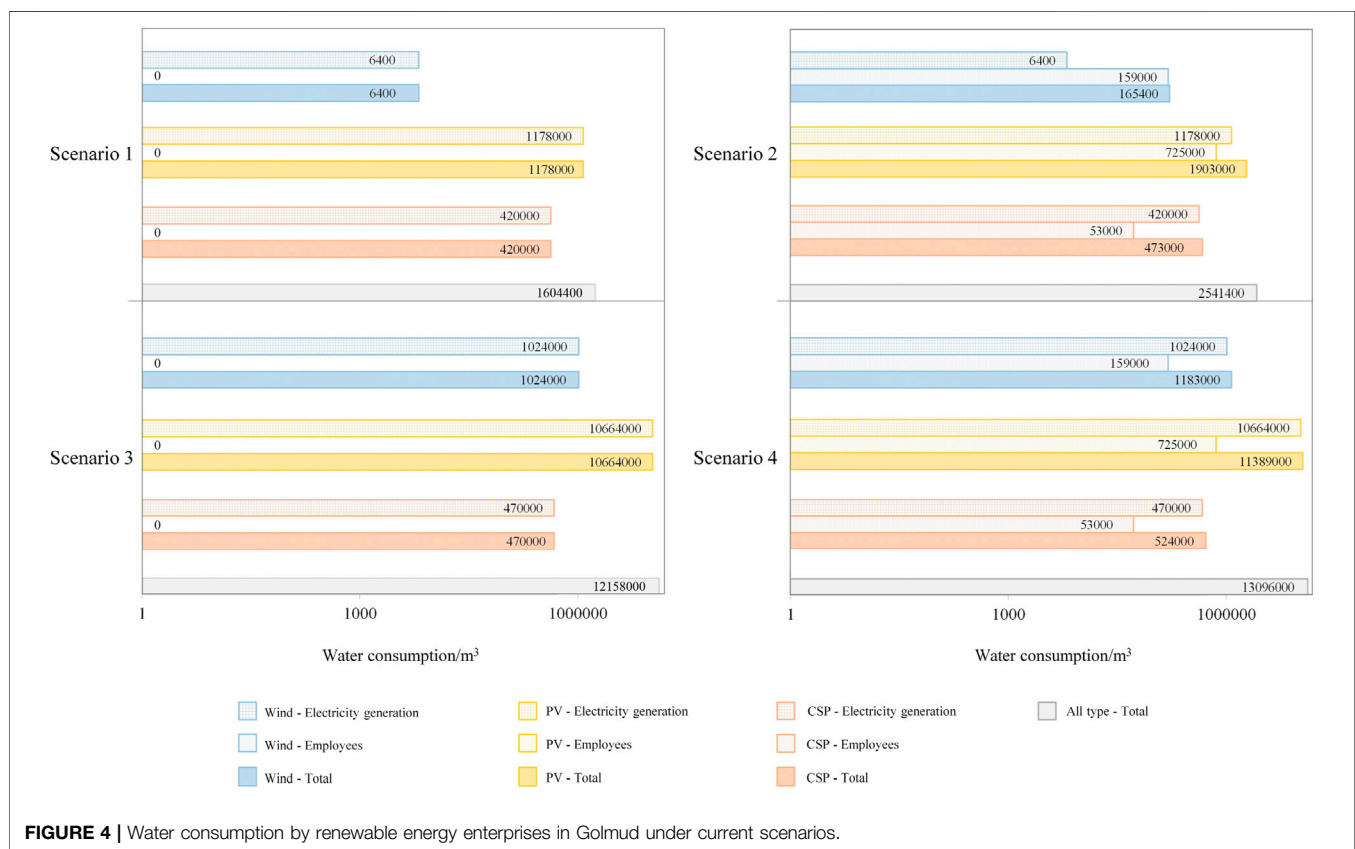 Scenario 1
6400
0
6400
1178000
0
1178000
420000
0
420000
1604400
Scenario 2
6400
159000
165400
1178000
725000
1903000
420000
53000
473000
2541400
Scenario 3
1024000
0
1024000
10664000
0
10664000
470000
0
470000
12158000
1 1000 1000000
Water consumption/m³
Scenario 4
1024000
159000
1183000
10664000
725000
11389000
470000
53000
524000
13096000
1 1000 1000000
Water consumption/m³
Wind - Electricity generation
Wind - Employees
Wind - Total
PV - Electricity generation
PV - Employees
PV - Total
CSP - Electricity generation
CSP - Employees
CSP - Total
All type - Total
FIGURE 4 | Water consumption by renewable energy enterprises in Golmud under current scenarios.